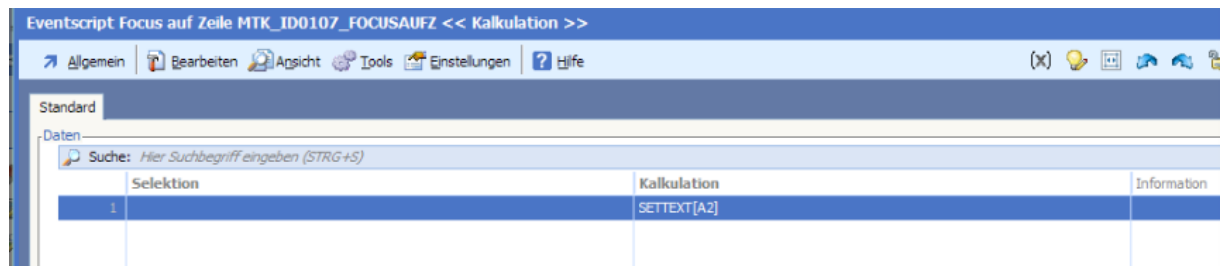 Eventscript Focus auf Zeile MTK_ID0107_FOCUSAUFZ << Kalkulation >>
Allgemein Bearbeiten Ansicht Tools Einstellungen Hilfe (x)
Standard
Daten
Suche: Hier Suchbegriff eingeben (STRG+S)
Selektion Kalkulation Information
1 SETTEXT[A2]